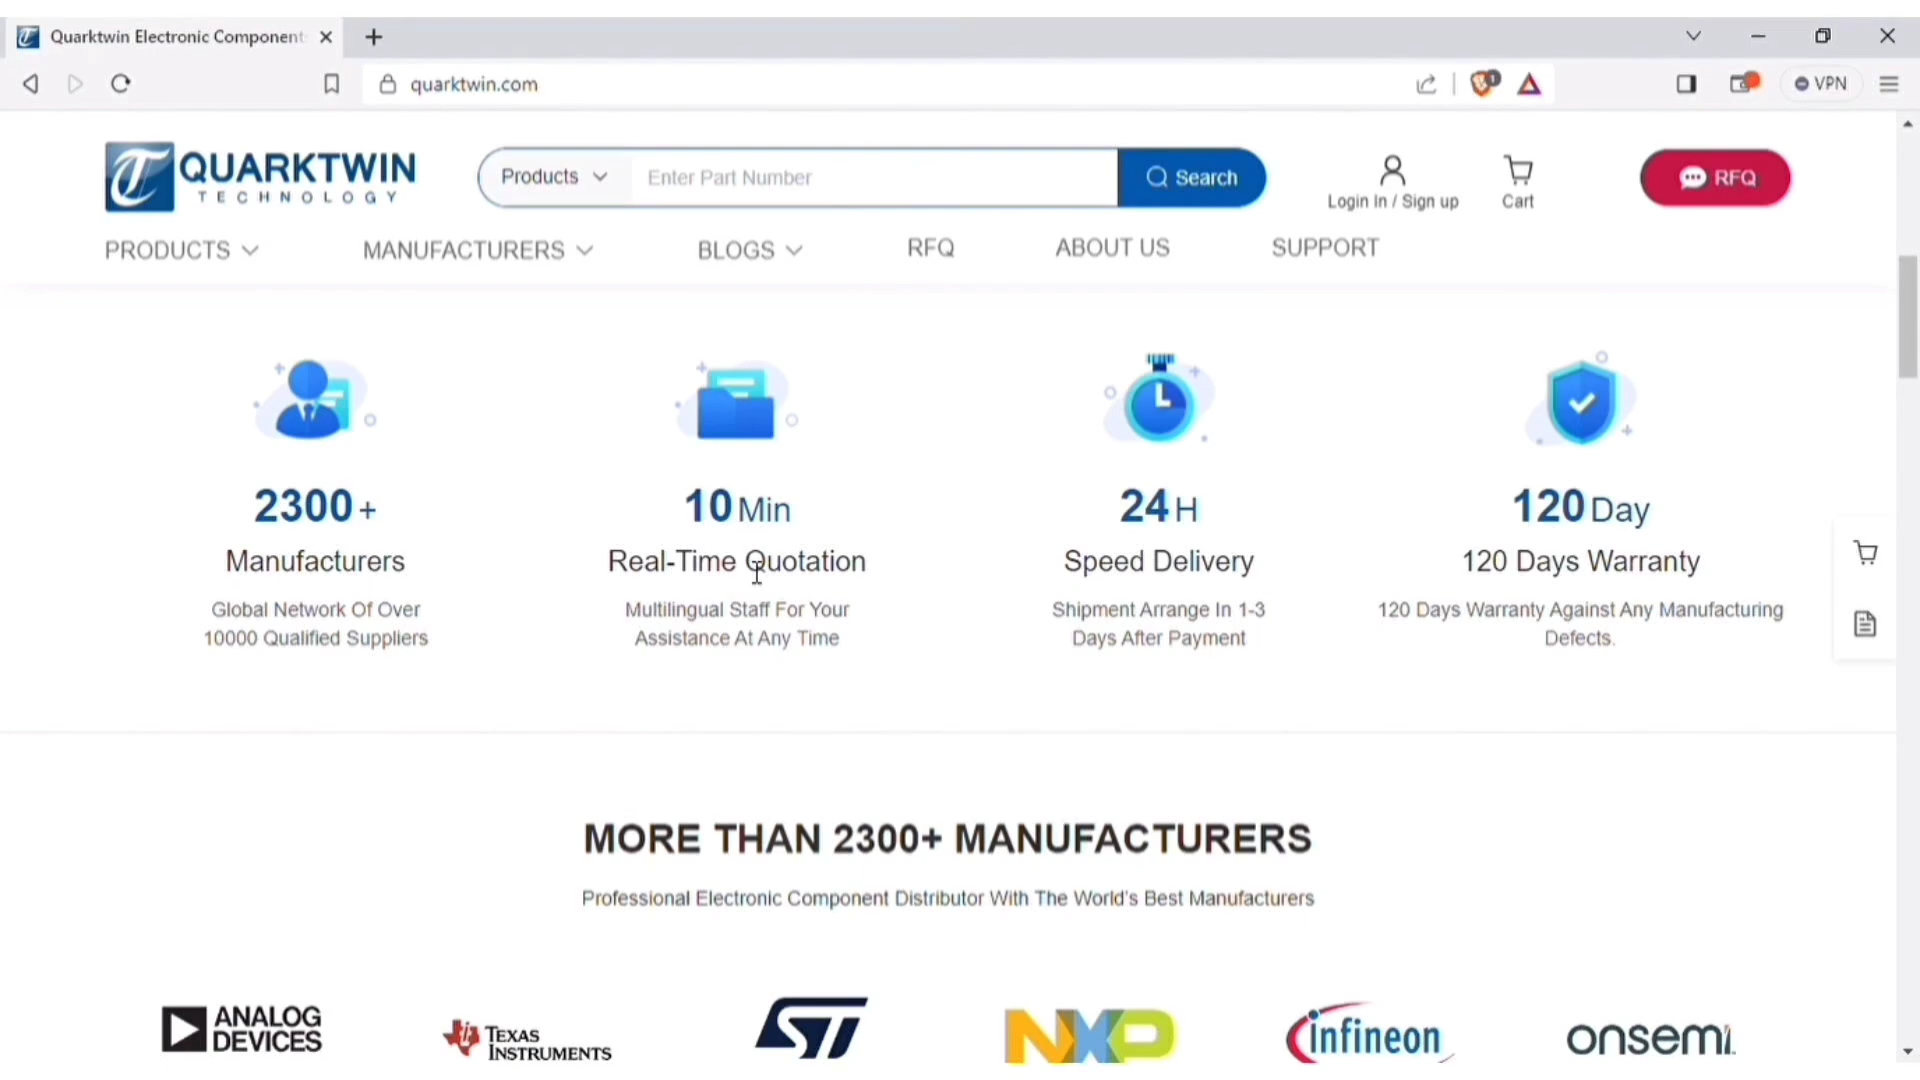 Quarktwin Electronic Component
quarktwin.com
VPN
QUARKTWIN
TECHNOLOGY
Products
Enter Part Number
Search
Login In / Sign up
Cart
RFQ
PRODUCTS
MANUFACTURERS
BLOGS
RFQ
ABOUT US
SUPPORT
2300 +
Manufacturers
Global Network Of Over
10000 Qualified Suppliers
10 Min
Real-Time Quotation
Multilingual Staff For Your
Assistance At Any Time
24 H
Speed Delivery
Shipment Arrange In 1-3
Days After Payment
120 Day
120 Days Warranty
120 Days Warranty Against Any Manufacturing
Defects.
MORE THAN 2300+ MANUFACTURERS
Professional Electronic Component Distributor With The World's Best Manufacturers
ANALOG
DEVICES
TEXAS
INSTRUMENTS
ST
NXP
infineon
onsemi